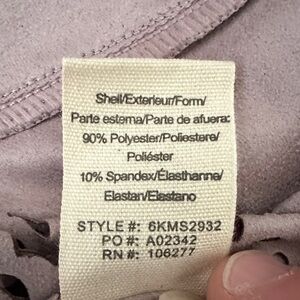 Shell/Exterieur/Form/
Parte esterna/Parte de afuera:
90% Polyester/Poliestere/
Poliéster
10% Spandex/Élasthanne/
Elastan/Elastano
STYLE #: 6KMS2932
PO #: A02342
RN #: 106277